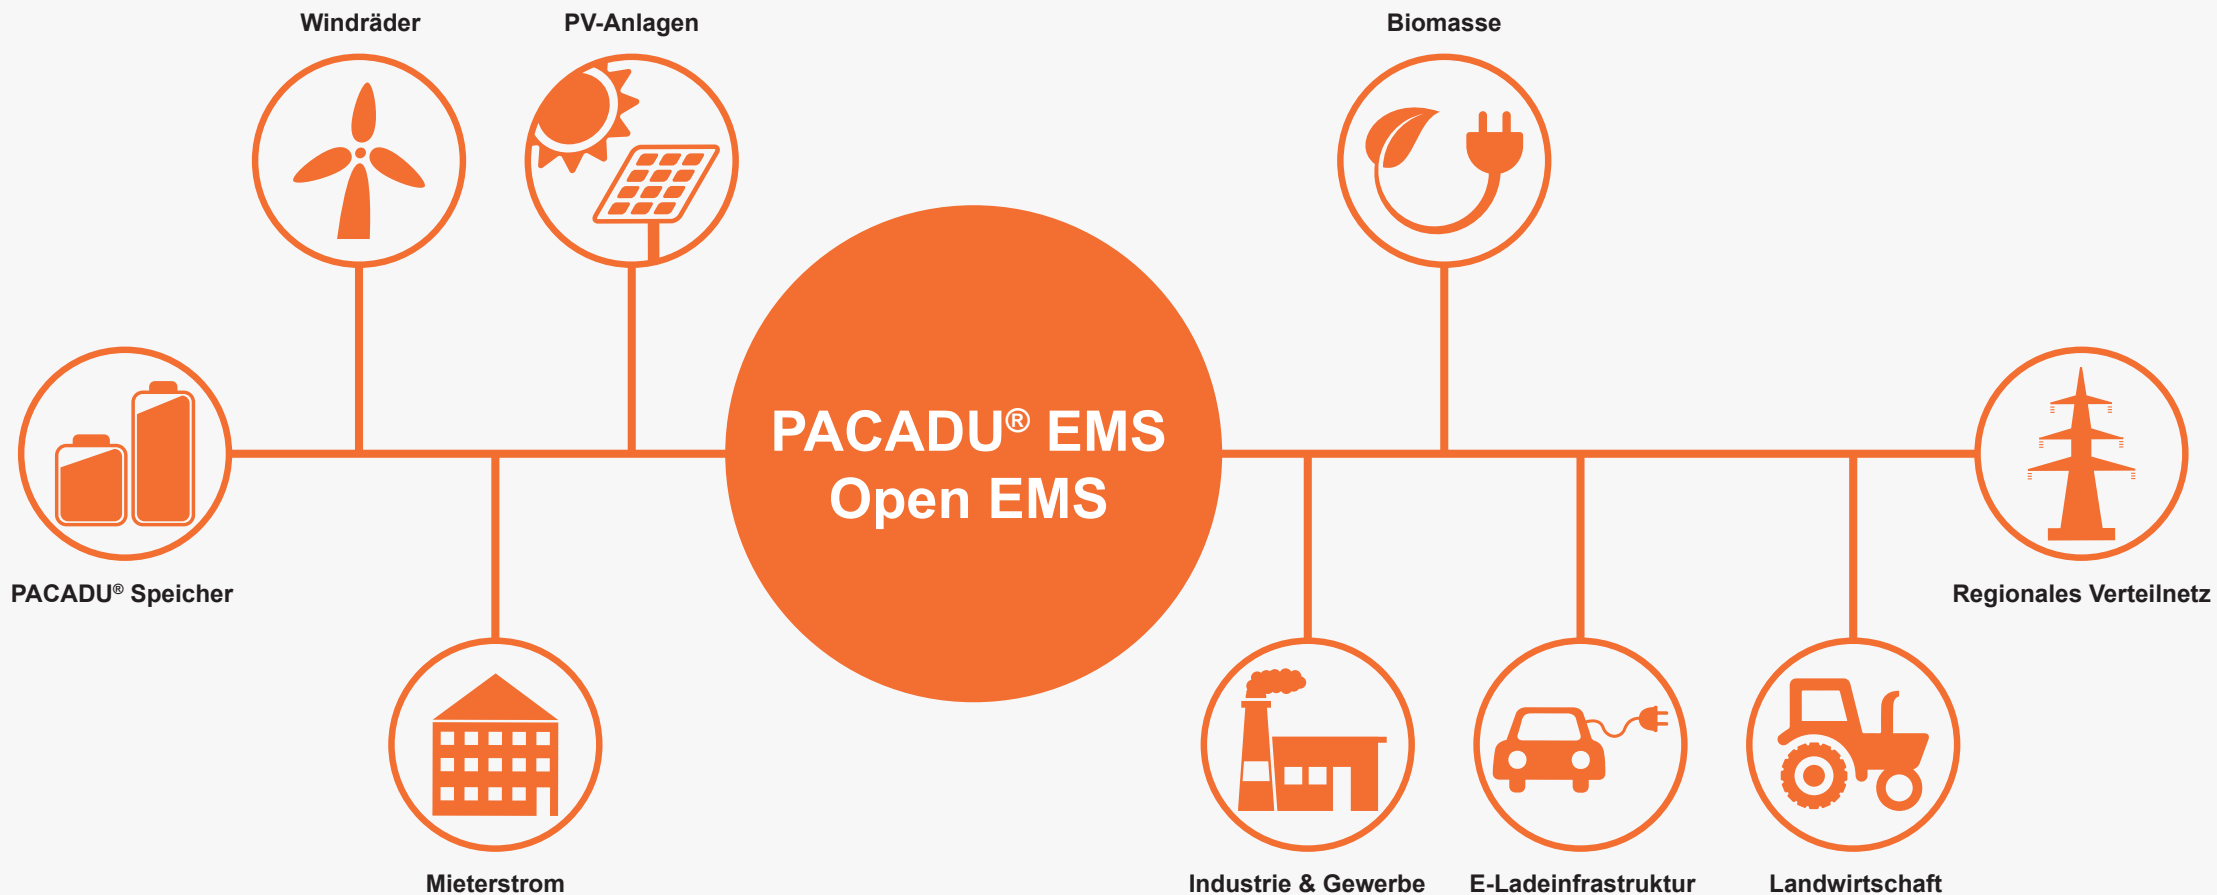 Windräder
PV-Anlagen
Biomasse
PACADU® EMS
Open EMS
PACADU® Speicher
Regionales Verteilnetz
Mieterstrom
Industrie & Gewerbe
E-Ladeinfrastruktur
Landwirtschaft